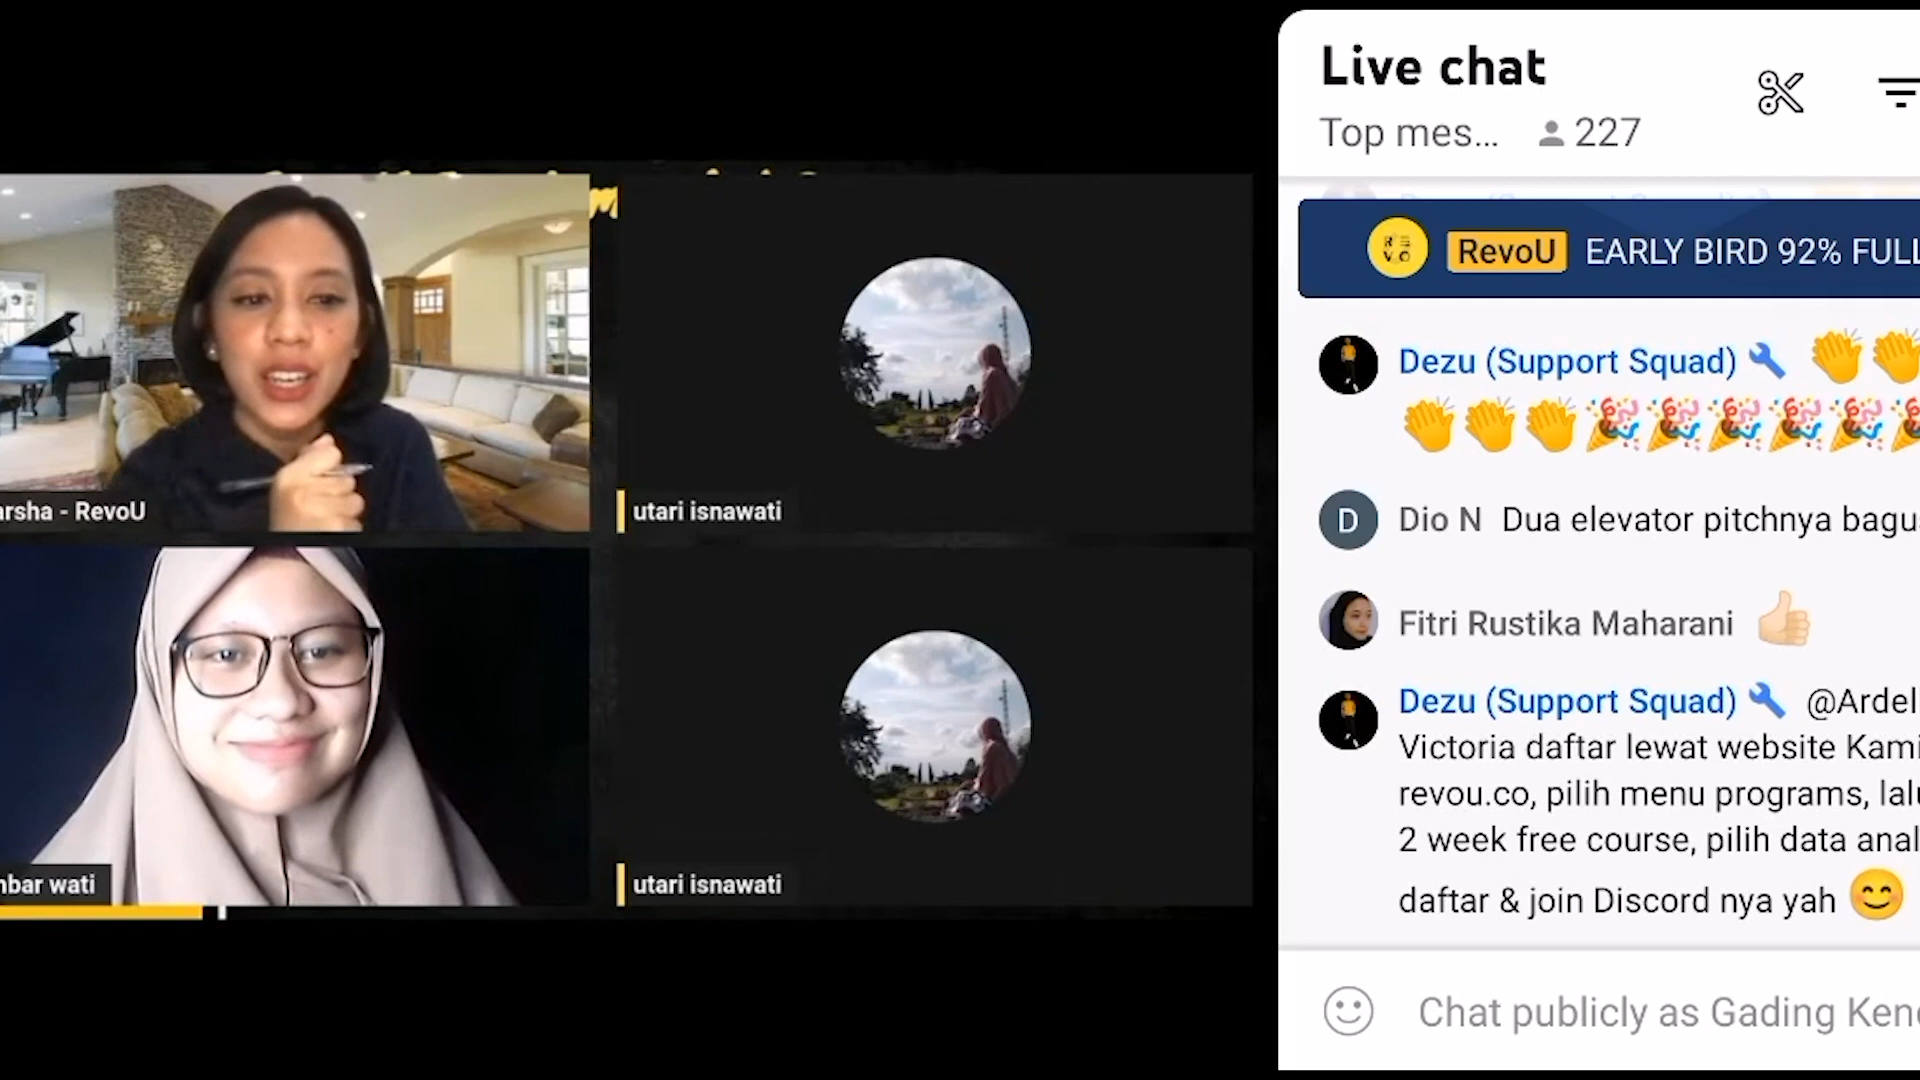 arsha - RevoU
utari isnawati
nbar wati
utari isnawati
Live chat
Top mes... 227
RevoU EARLY BIRD 92% FULL
Dezu (Support Squad)
D Dio N Dua elevator pitchnya bagus
Fitri Rustika Maharani
Dezu (Support Squad) @Ardel
Victoria daftar lewat website Kami
revou.co, pilih menu programs, lalu
2 week free course, pilih data anal
daftar & join Discord nya yah
Chat publicly as Gading Kend